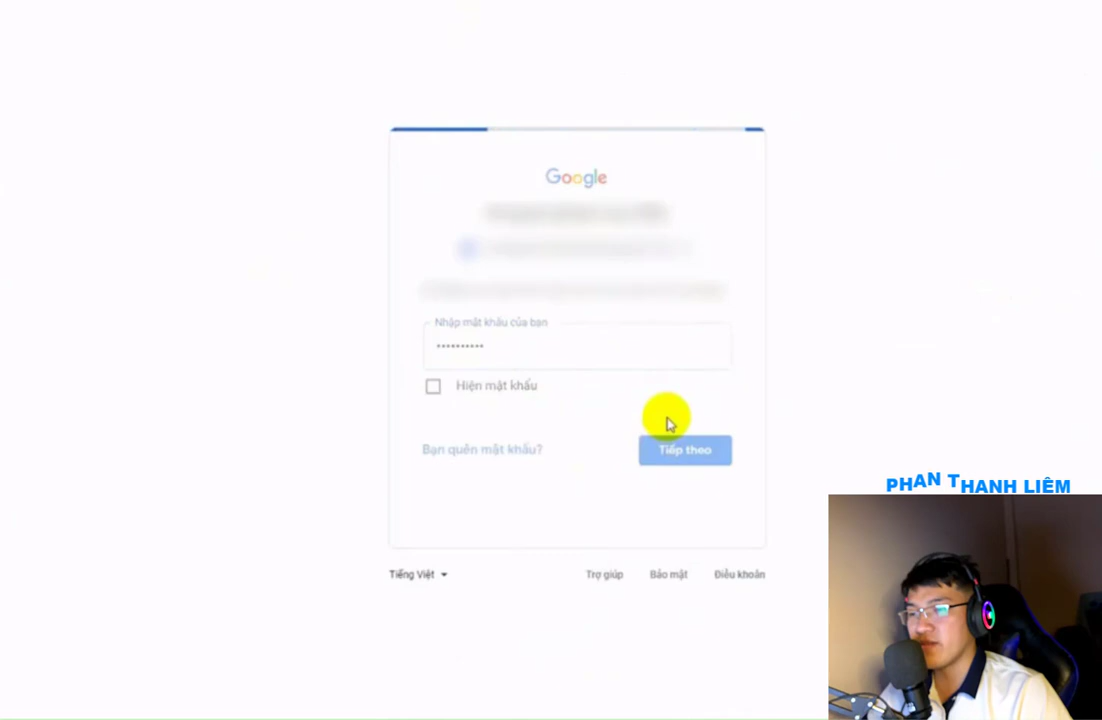 Google
Nhập mật khẩu của bạn
Hiện mật khẩu
Bạn quên mật khẩu?
Tiếp theo
Tiếng Việt
Trợ giúp
Bảo mật
Điều khoản
PHAN THANH LIÊM